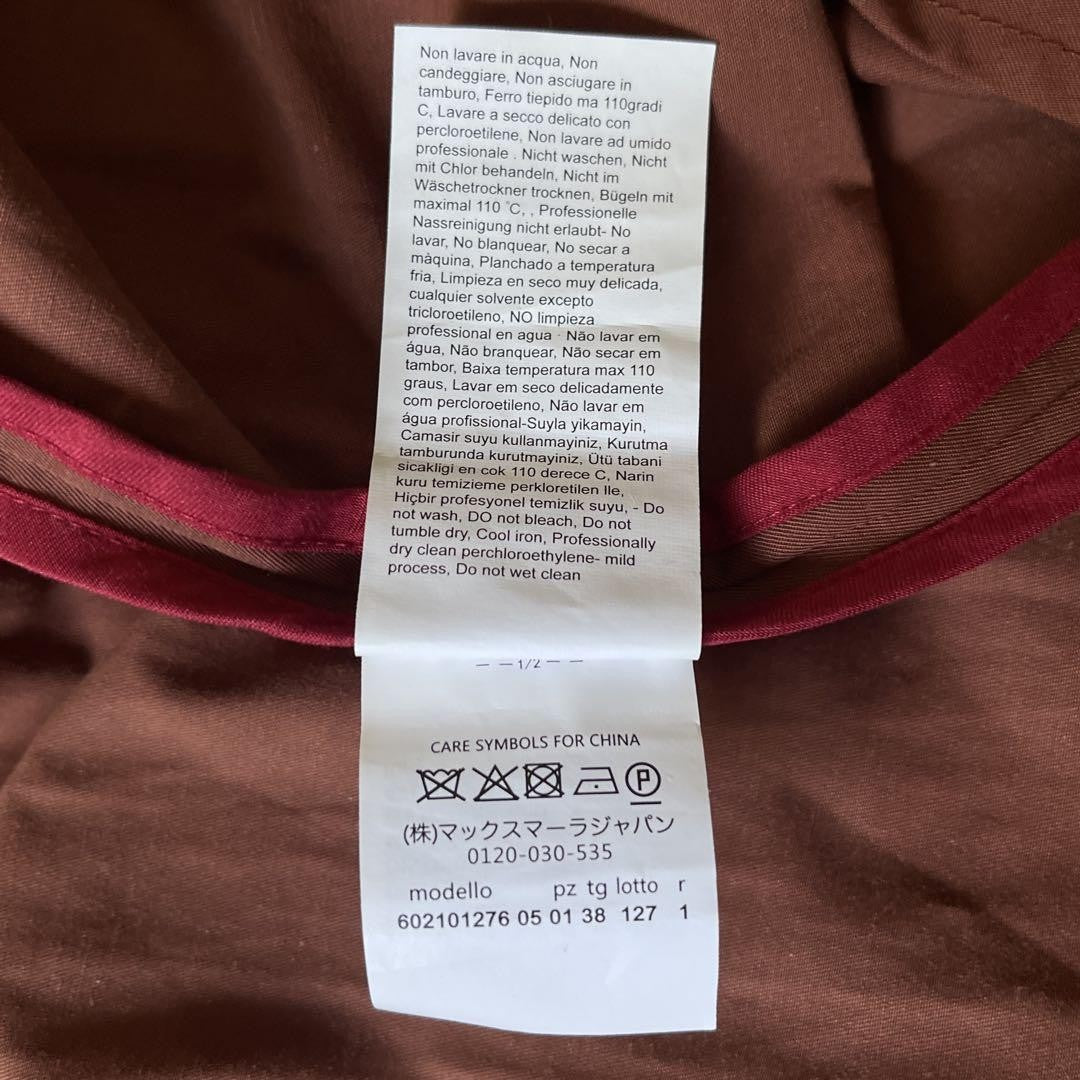 Non lavare in acqua, Non
candeggiare, Non asciugare in
tamburo, Ferro tiepido ma 110gradi
C, Lavare a secco delicato con
percloroetilene, Non lavare ad umido
professionale . Nicht waschen, Nicht
mit Chlor behandeln, Nicht im
Wäschetrockner trocknen, Bügeln mit
maximal 110 °C, , Professionelle
Nassreinigung nicht erlaubt- No
lavar, No blanquear, No secar a
màquina, Planchado a temperatura
fria, Limpieza en seco muy delicada,
cualquier solvente excepto
tricloroetileno, NO limpieza
professional en agua - Não lavar em
água, Não branquear, Não secar em
tambor, Baixa temperatura max 110
graus, Lavar em seco delicadamente
com percloroetileno, Não lavar em
água profissional-Suyla yikamayin,
Camasir suyu kullanmayiniz, Kurutma
tamburunda kurutmayiniz, Ütü tabani
sicakligi en cok 110 derece C, Narin
kuru temizieme perkloretilen Ile,
Hiçbir profesyonel temizlik suyu, - Do
not wash, DO not bleach, Do not
tumble dry, Cool iron, Professionally
dry clean perchloroethylene- mild
process, Do not wet clean
— —1/2— —
CARE SYMBOLS FOR CHINA
P
(株)マックスマーラジャパン
0120-030-535
modello pz tg lotto r
602101276 05 01 38 127 1